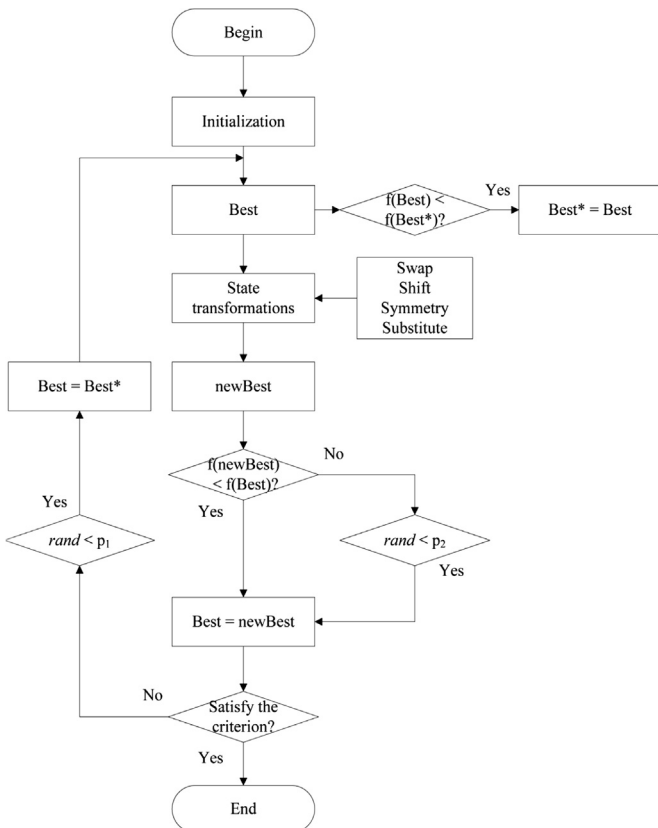 Begin
Initialization
Best
f(Best) <
f(Best*)?
Yes
Best* = Best
State
transformations
Swap
Shift
Symmetry
Substitute
Best = Best*
newBest
f(newBest)
< f(Best)?
No
Yes
Yes
rand < p₁
rand < p₂
Yes
Best = newBest
No
Satisfy the
criterion?
Yes
End